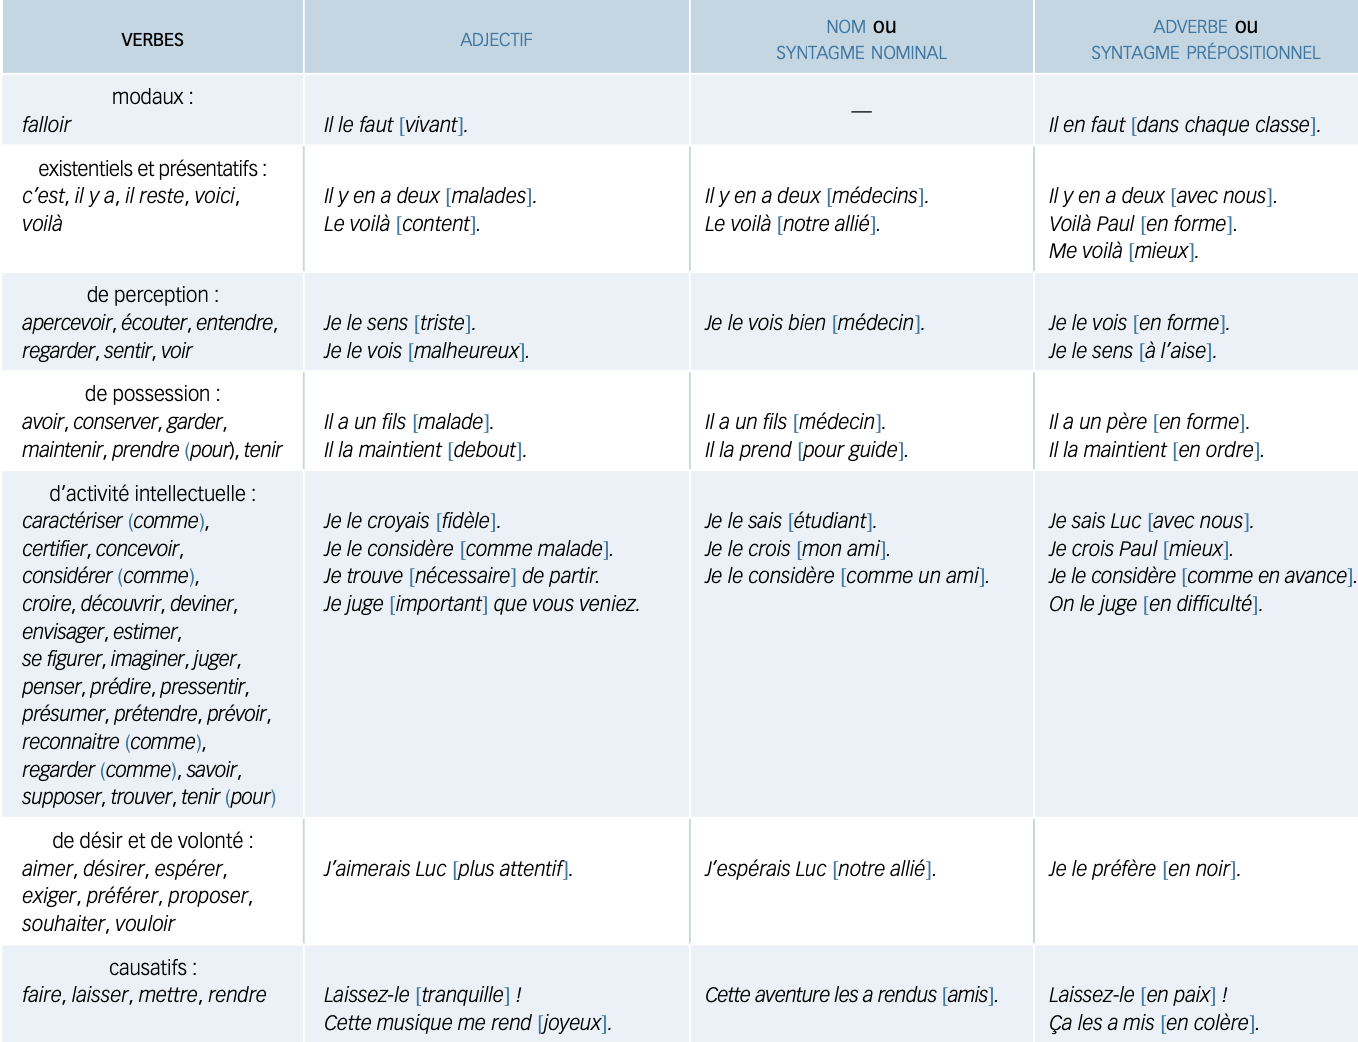 VERBES
ADJECTIF
NOM ou
SYNTAGME NOMINAL
ADVERBE ou
SYNTAGME PRÉPOSITIONNEL
modaux :
falloir
Il le faut [vivant].
—
Il en faut [dans chaque classe].
existentiels et présentatifs :
c’est, il y a, il reste, voici,
voilà
Il y en a deux [malades].
Le voilà [content].
Il y en a deux [médecins].
Le voilà [notre allié].
Il y en a deux [avec nous].
Voilà Paul [en forme].
Me voilà [mieux].
de perception :
apercevoir, écouter, entendre,
regarder, sentir, voir
Je le sens [triste].
Je le vois [malheureux].
Je le vois bien [médecin].
Je le vois [en forme].
Je le sens [à l’aise].
de possession :
avoir, conserver, garder,
maintenir, prendre (pour), tenir
Il a un fils [malade].
Il la maintient [debout].
Il a un fils [médecin].
Il la prend [pour guide].
Il a un père [en forme].
Il la maintient [en ordre].
d’activité intellectuelle :
caractériser (comme),
certifier, concevoir,
considérer (comme),
croire, découvrir, deviner,
envisager, estimer,
se figurer, imaginer, juger,
penser, prédire, pressentir,
présumer, prétendre, prévoir,
reconnaitre (comme),
regarder (comme), savoir,
supposer, trouver, tenir (pour)
Je le croyais [fidèle].
Je le considère [comme malade].
Je trouve [nécessaire] de partir.
Je juge [important] que vous veniez.
Je le sais [étudiant].
Je le crois [mon ami].
Je le considère [comme un ami].
Je sais Luc [avec nous].
Je crois Paul [mieux].
Je le considère [comme en avance].
On le juge [en difficulté].
de désir et de volonté :
aimer, désirer, espérer,
exiger, préférer, proposer,
souhaiter, vouloir
J’aimerais Luc [plus attentif].
J’espérais Luc [notre allié].
Je le préfère [en noir].
causatifs :
faire, laisser, mettre, rendre
Laissez-le [tranquille] !
Cette musique me rend [joyeux].
Cette aventure les a rendus [amis].
Laissez-le [en paix] !
Ça les a mis [en colère].